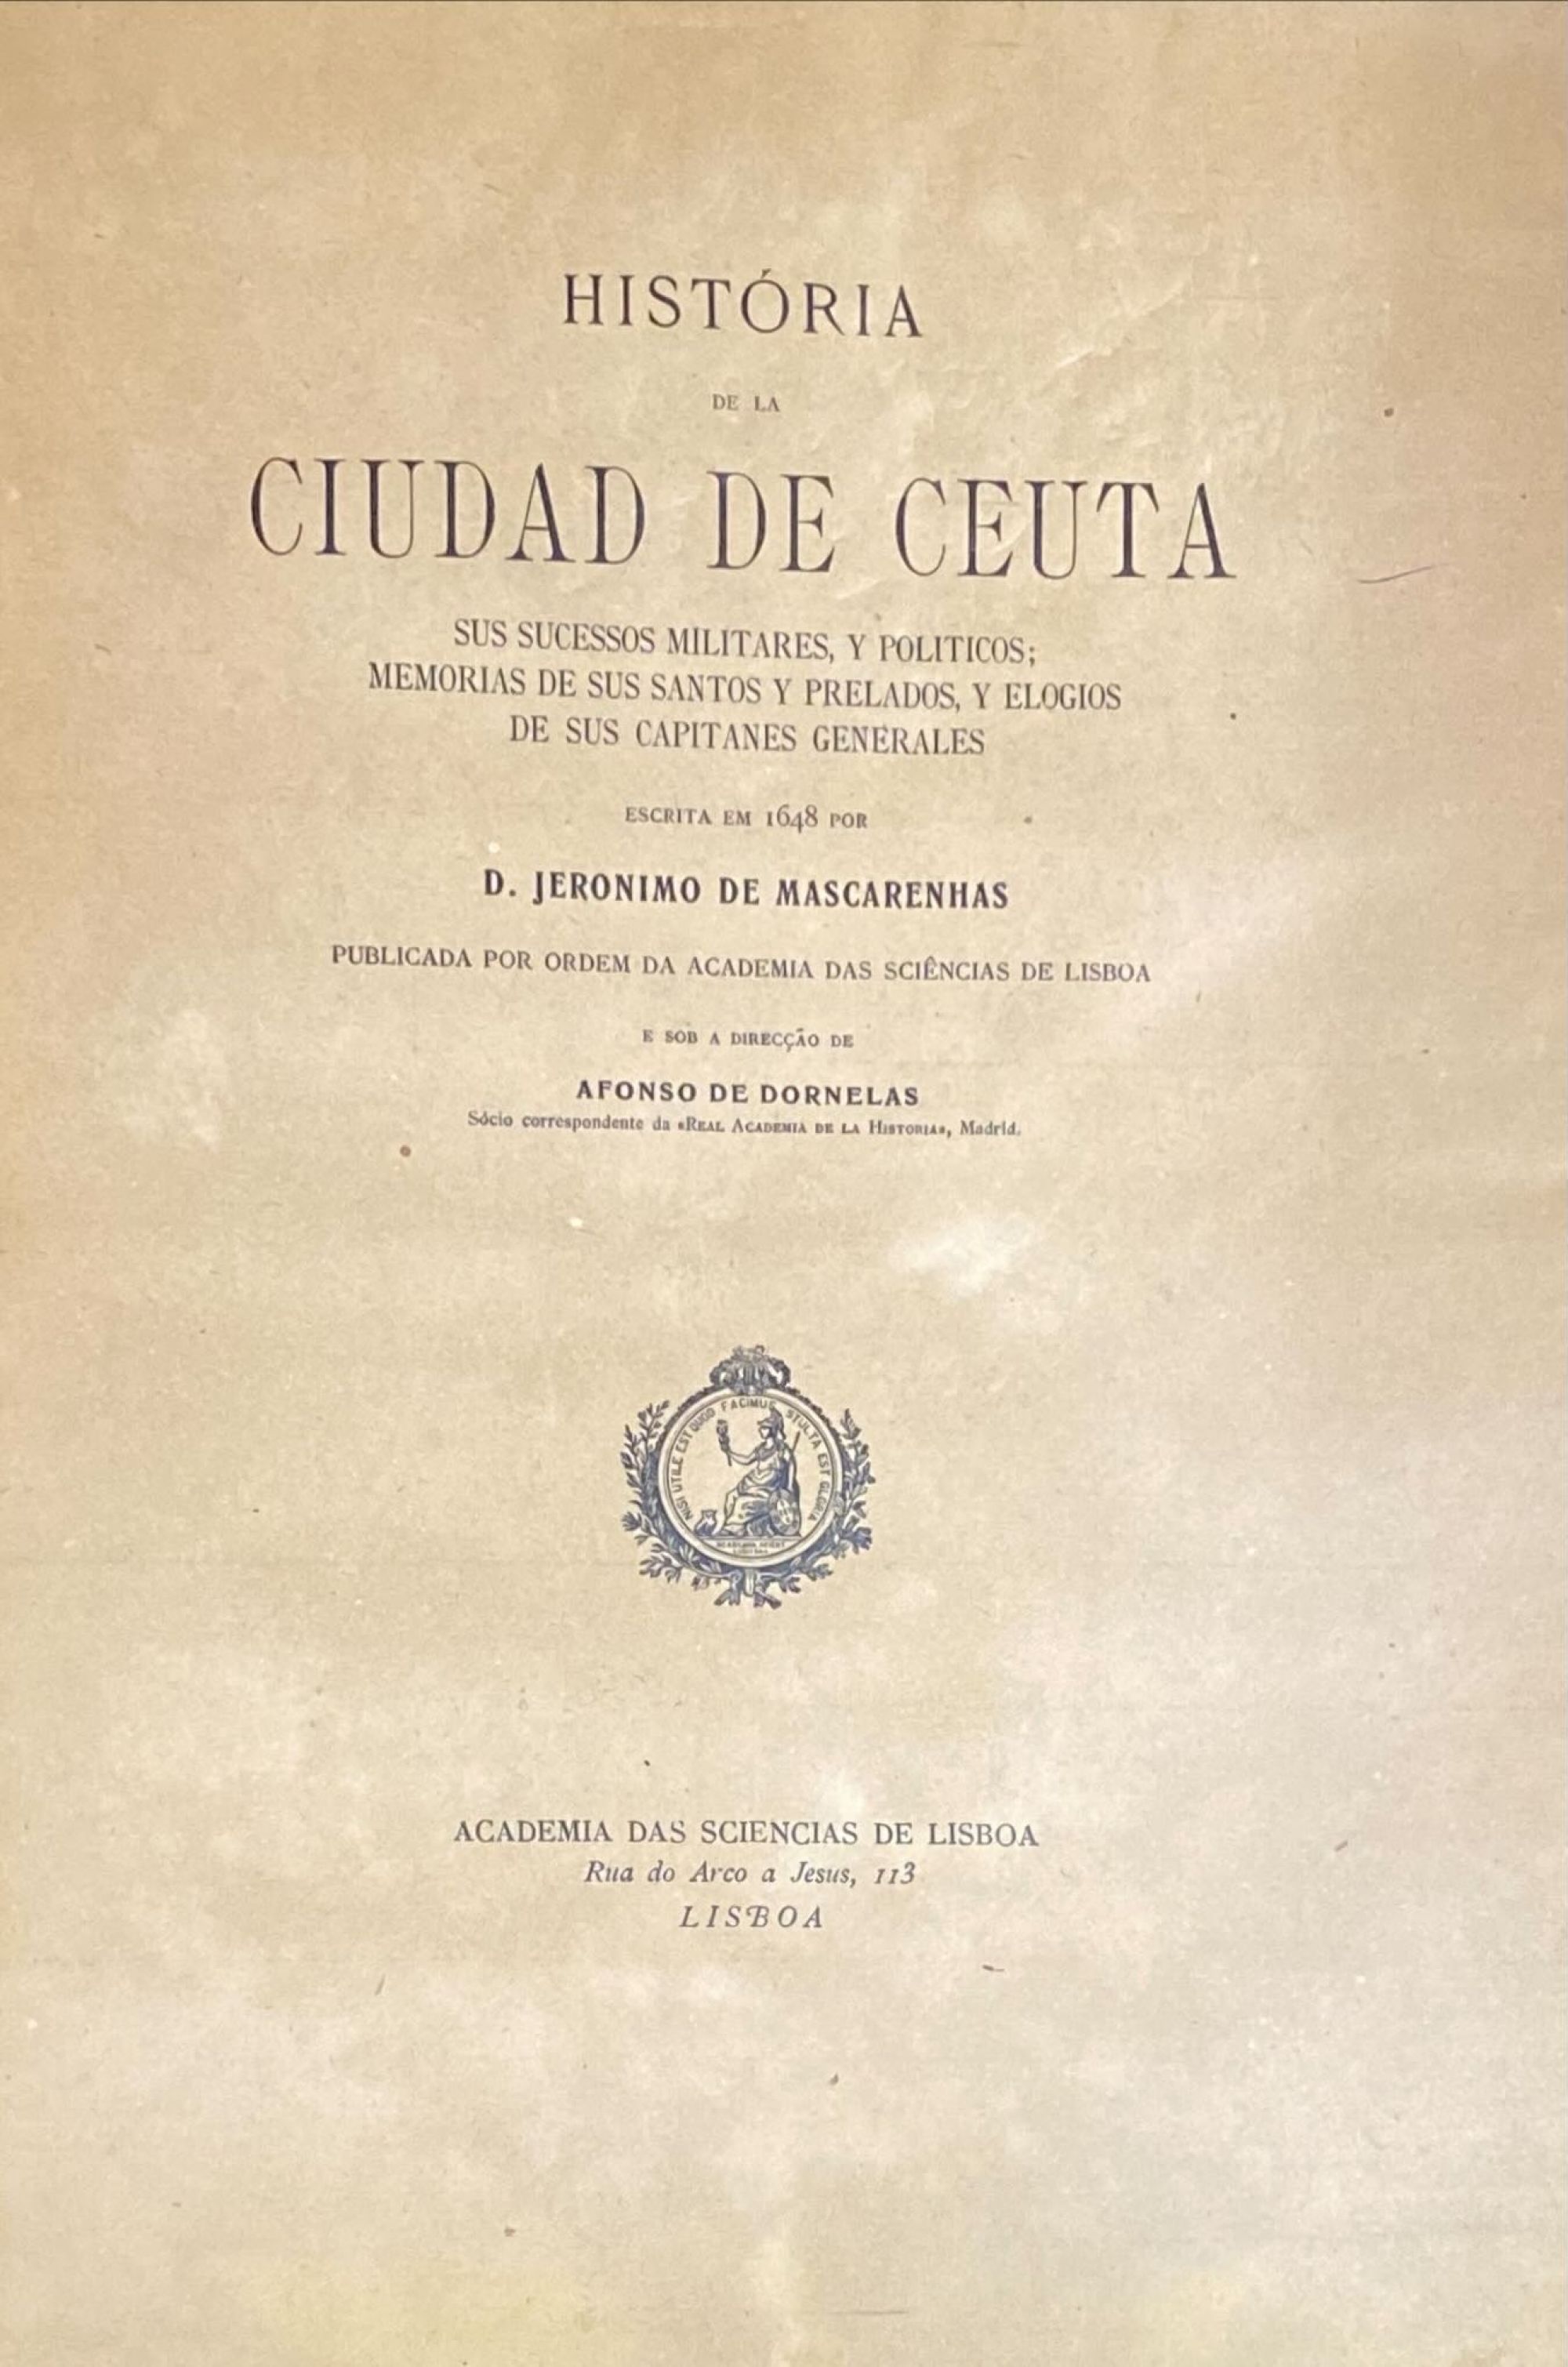 HISTÓRIA
DE LA
CIUDAD DE CEUTA
SUS SUCESSOS MILITARES, Y POLITICOS;
MEMORIAS DE SUS SANTOS Y PRELADOS, Y ELOGIOS
DE SUS CAPITANES GENERALES
ESCRITA EM 1648 POR
D. JERONIMO DE MASCARENHAS
PUBLICADA POR ORDEM DA ACADEMIA DAS SCIÊNCIAS DE LISBOA
E SOB A DIRECÇÃO DE
AFONSO DE DORNELAS
Sócio correspondente da «REAL ACADEMIA DE LA HISTORIA», Madrid.
NISI UTILE EST QUOD FACIMUS STULTA EST GLORIA
ACADEMIA DAS SCIENCIAS DE LISBOA
Rua do Arco a Jesus, 113
LISBOA